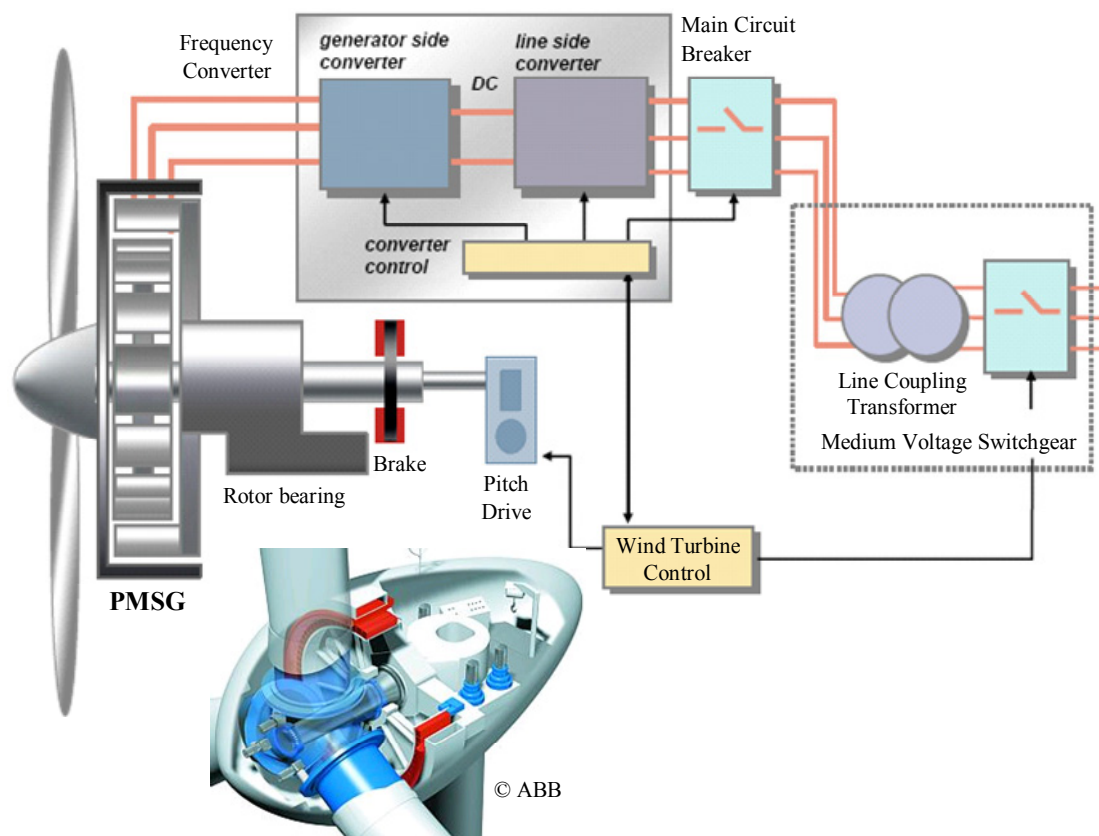 Frequency
Converter
generator side
converter
DC
line side
converter
Main Circuit
Breaker
converter
control
Line Coupling
Transformer
Medium Voltage Switchgear
Brake
Rotor bearing
Pitch
Drive
Wind Turbine
Control
PMSG
© ABB